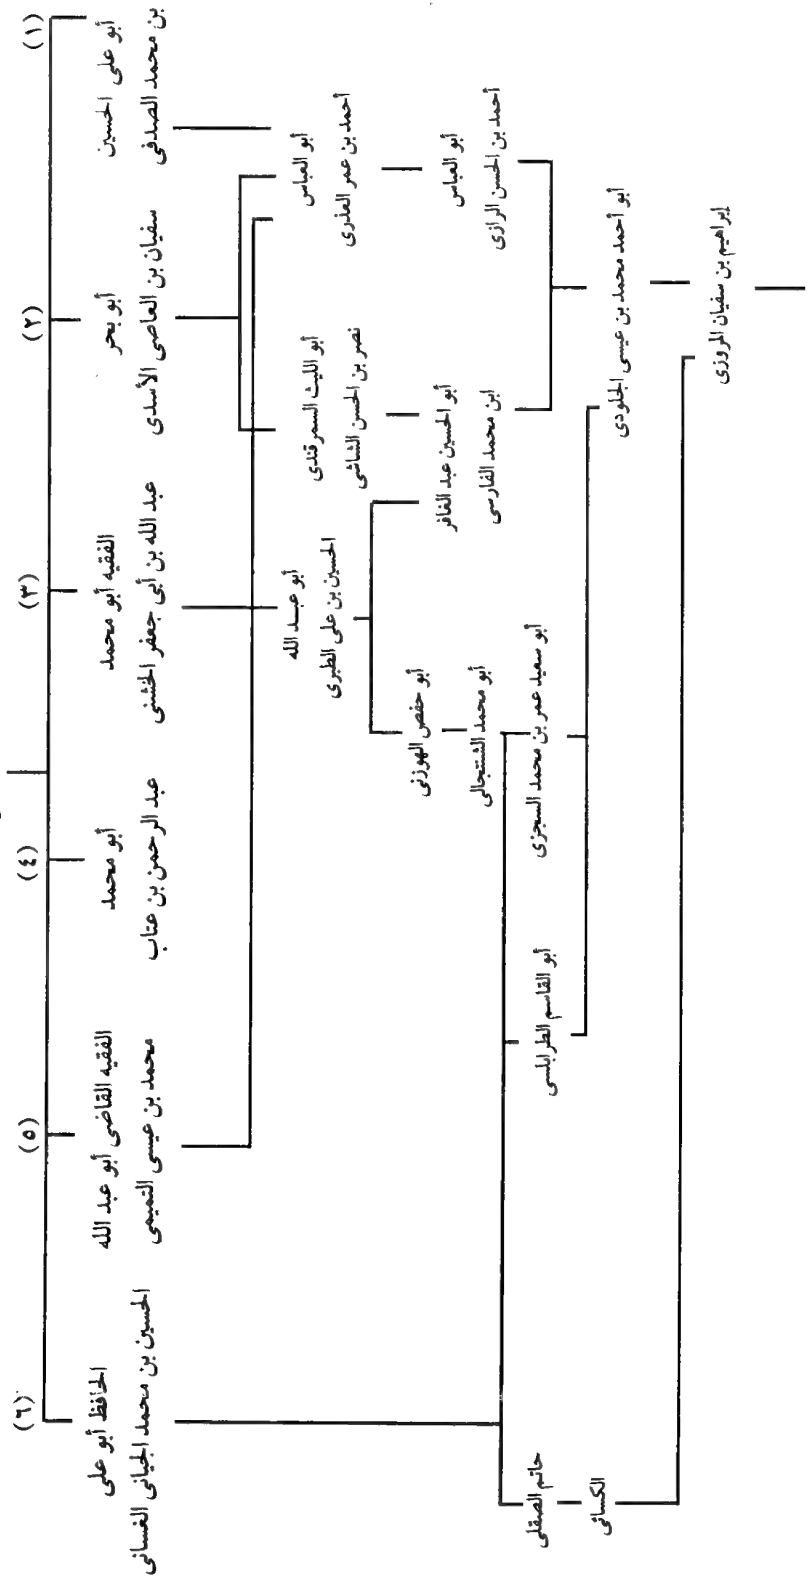 (١)
أبو على الحسين
بن محمد الصدفى
(٢)
أبو بحر
سفيان بن العاصى الأسدى
(٣)
الفقيه أبو محمد
عبد الله بن أبى جعفر الخشنى
(٤)
أبو محمد
عبد الرحمن بن عتاب
(٥)
الفقيه القاضى أبو عبد الله
محمد بن عيسى التميمى
(٦)
الحافظ أبو على
الحسين بن محمد الجيانى الغسانى
أبو العباس
أحمد بن عمر العذرى
أبو الليث السمرقندى
نصر بن الحسن الشاشى
أبو عبد الله
الحسين بن على الطبرى
أبو العباس
أحمد بن الحسن الرازى
أبو الحسين عبد الغافر
ابن محمد الفارسى
أبو حفص الهوزنى
أبو محمد الشنتجالى
أبو سعيد عمر بن محمد السجزى
أبو القاسم الطرابلسى
حاتم الصقلى
الكسائى
أبو أحمد محمد بن عيسى الجلودى
إبراهيم بن سفيان المروزى